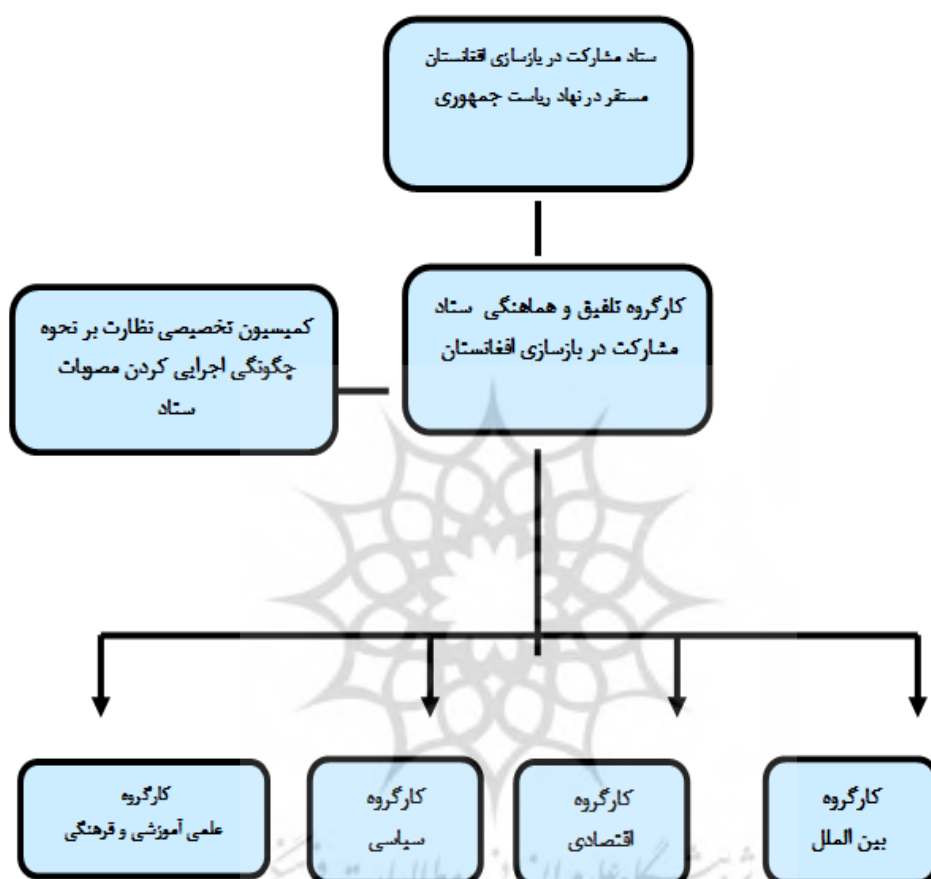 ستاد مشارکت در بازسازی افغانستان
مستقر در نهاد ریاست جمهوری
کارگروه تلفیق و هماهنگی ستاد
مشارکت در بازسازی افغانستان
کمیسیون تخصیصی نظارت بر نحوه
چگونگی اجرایی کردن مصوبات
ستاد
کارگروه
بین الملل
کارگروه
اقتصادی
کارگروه
سیاسی
کارگروه
علمی آموزشی و فرهنگی